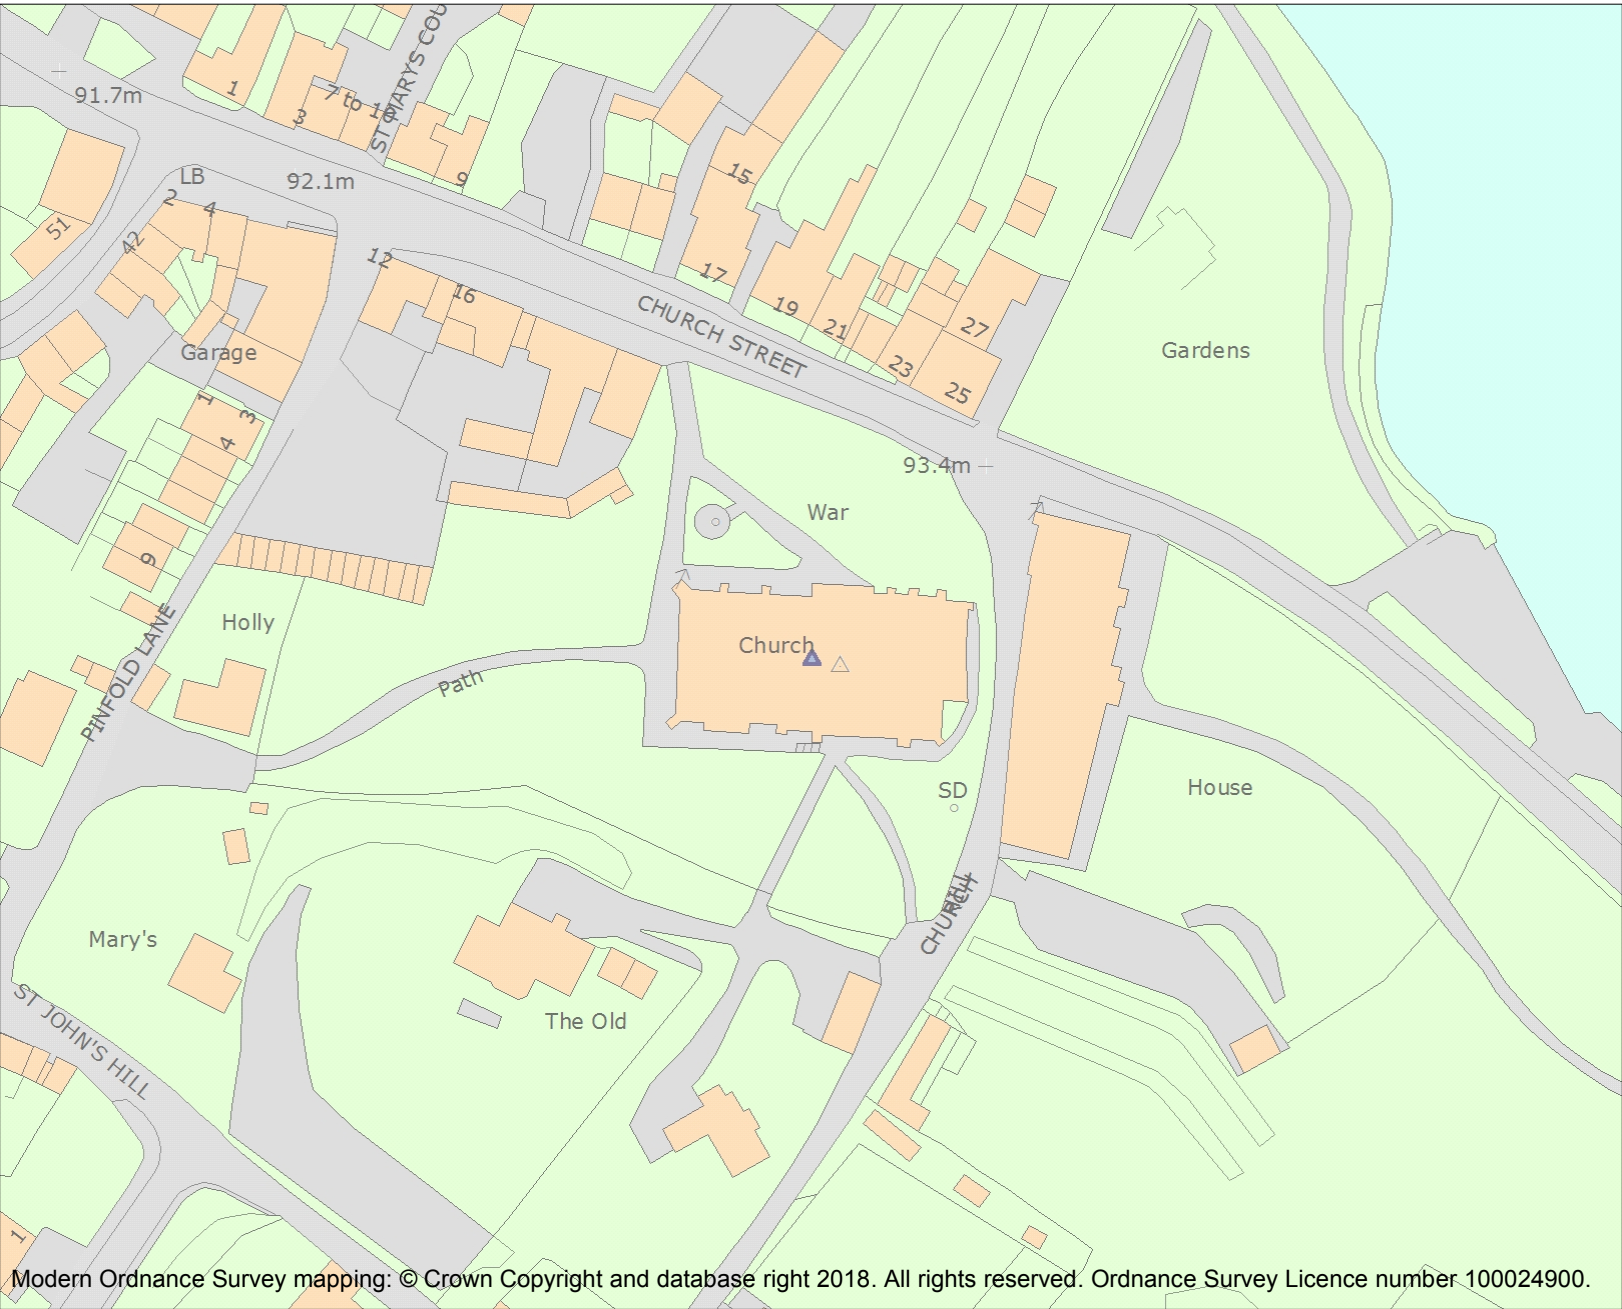 ST MARYS COU
1
7 to 1
3
91.7m
9
LB
92.1m
2
4
51
42
15
12
16
17
19
21
27
23
25
CHURCH STREET
Garage
Gardens
1
3
4
93.4m
War
9
Holly
Church
PINFOLD LANE
Path
SD
House
CHURCH
HILL
Mary's
The Old
ST JOHN'S HILL
1
Modern Ordnance Survey mapping: © Crown Copyright and database right 2018. All rights reserved. Ordnance Survey Licence number 100024900.